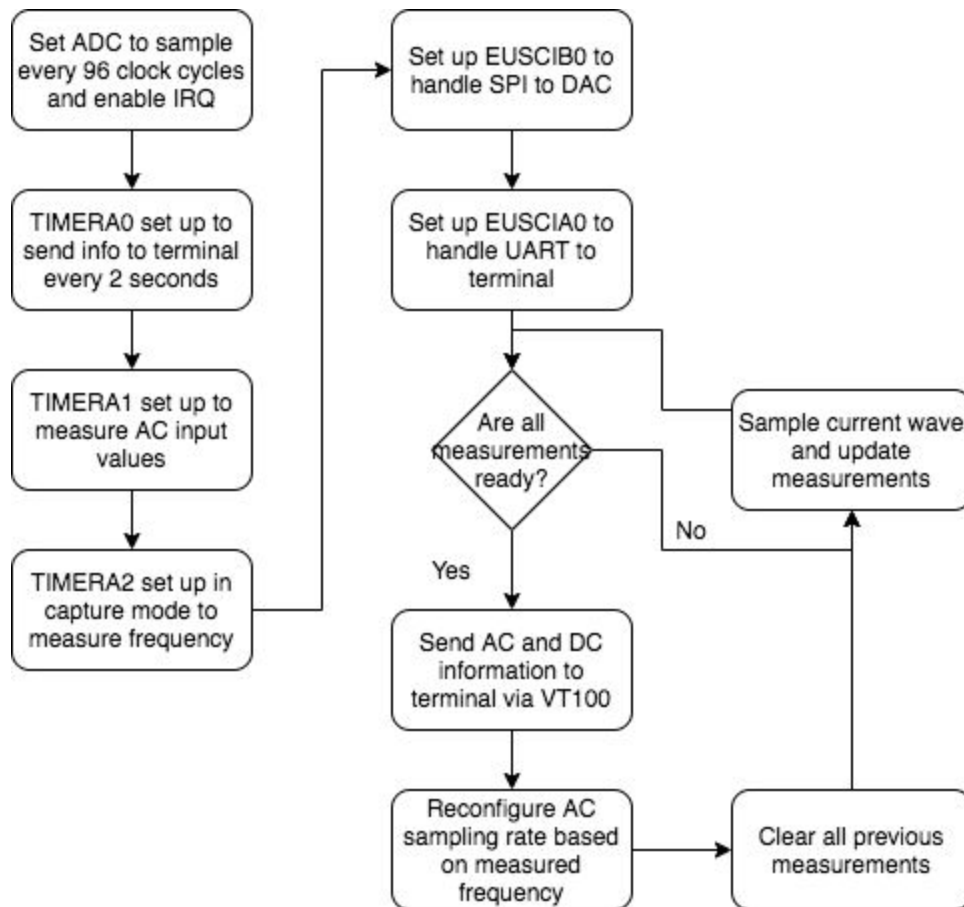 Set ADC to sample
every 96 clock cycles
and enable IRQ
TIMERA0 set up to
send info to terminal
every 2 seconds
TIMERA1 set up to
measure AC input
values
TIMERA2 set up in
capture mode to
measure frequency
Set up EUSCIB0 to
handle SPI to DAC
Set up EUSCIA0 to
handle UART to
terminal
Are all
measurements
ready?
No
Sample current wave
and update
measurements
Yes
Send AC and DC
information to
terminal via VT100
Reconfigure AC
sampling rate based
on measured
frequency
Clear all previous
measurements